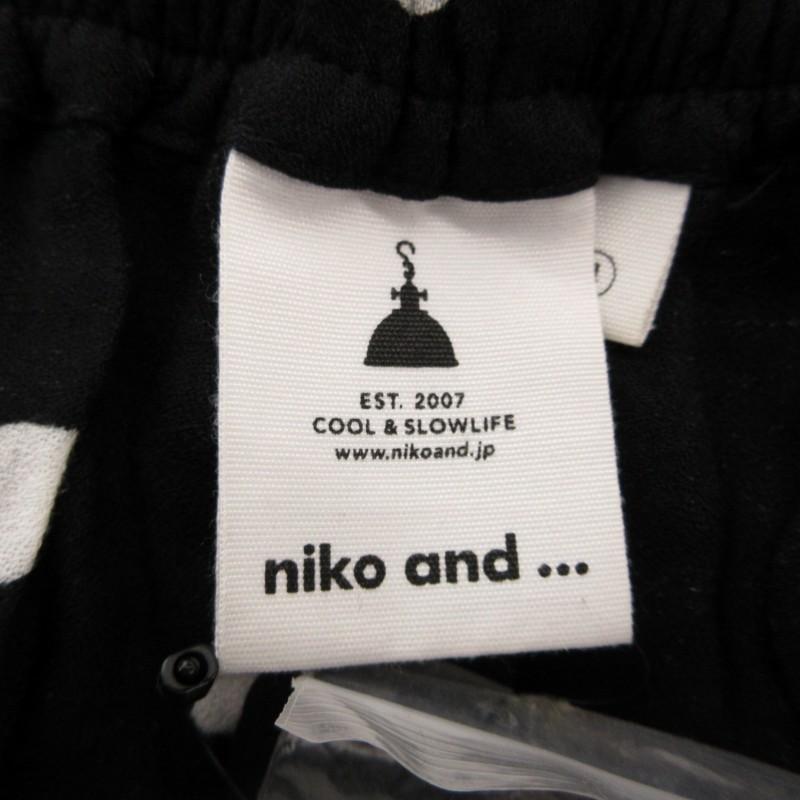 EST. 2007
COOL & SLOWLIFE
www.nikoand.jp
niko and ...